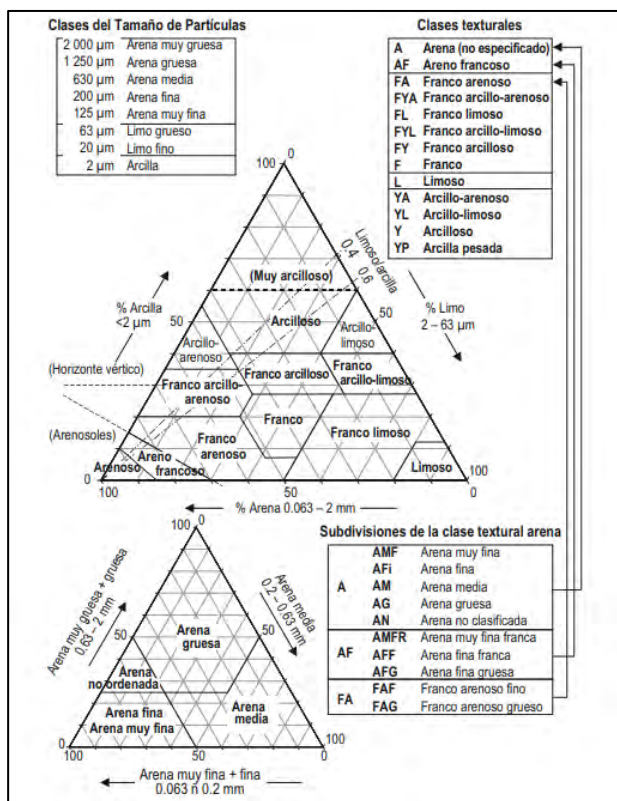 Clases del Tamaño de Partículas
2 000 µm Arena muy gruesa
1 250 µm Arena gruesa
630 µm Arena media
200 µm Arena fina
125 µm Arena muy fina
63 µm Limo grueso
20 µm Limo fino
2 µm Arcilla
Clases texturales
A Arena (no especificado)
AF Areno francoso
FA Franco arenoso
FYA Franco arcillo-arenoso
FL Franco limoso
FYL Franco arcillo-limoso
FY Franco arcilloso
F Franco
L Limoso
YA Arcillo-arenoso
YL Arcillo-limoso
Y Arcilloso
YP Arcilla pesada
100
0
Limoso/arcilla
0.4
0.6
(Muy arcilloso)
% Arcilla
<2 µm
% Limo
2 – 63 µm
50
Arcilloso
50
Arcillo-
arenoso
Arcillo-
limoso
(Horizonte vértico)
Franco arcilloso
Franco
arcillo-limoso
Franco arcillo-
arenoso
Franco
(Arenosoles)
Franco
arenoso
Franco limoso
Areno
francoso
Arenoso
Limoso
0
100
100
50
0
% Arena 0.063 – 2 mm
Subdivisiones de la clase textural arena
A
AMF Arena muy fina
AFi Arena fina
AM Arena media
AG Arena gruesa
AN Arena no clasificada
AF
AMFR Arena muy fina franca
AFF Arena fina franca
AFG Arena fina gruesa
FA
FAF Franco arenoso fino
FAG Franco arenoso grueso
100
0
Arena muy gruesa + gruesa
0.63 – 2 mm
Arena media
0.2 – 0.63 mm
50
50
Arena
gruesa
Arena
no ordenada
Arena fina
Arena muy fina
Arena
media
0
100
100
50
0
Arena muy fina + fina
0.063 ñ 0.2 mm